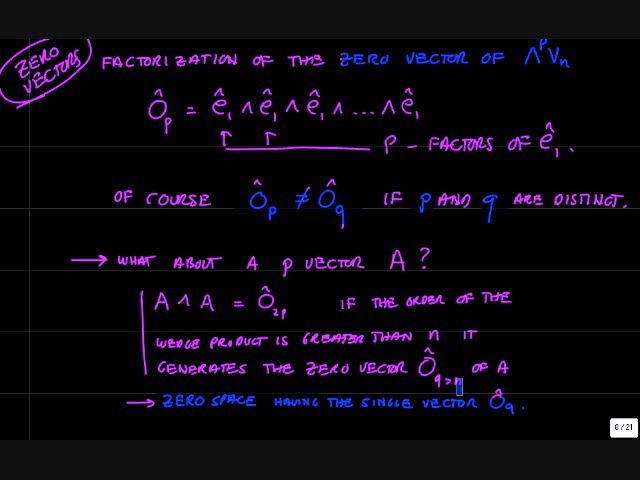 ZERO VECTORS
FACTORIZATION OF THE ZERO VECTOR OF Λ^p V_n
Ô_p = ê_1 ∧ ê_1 ∧ ê_1 ∧ ... ∧ ê_1
↑ ↑ P - FACTORS OF ê_1.
OF COURSE Ô_p ≠ Ô_q IF p AND q ARE DISTINCT.
→ WHAT ABOUT A p VECTOR A?
A ∧ A = Ô_2p IF THE ORDER OF THE
WEDGE PRODUCT IS GREATER THAN n IT
GENERATES THE ZERO VECTOR Ô_q>n OF A
→ ZERO SPACE HAVING THE SINGLE VECTOR Ô_q.
8/21